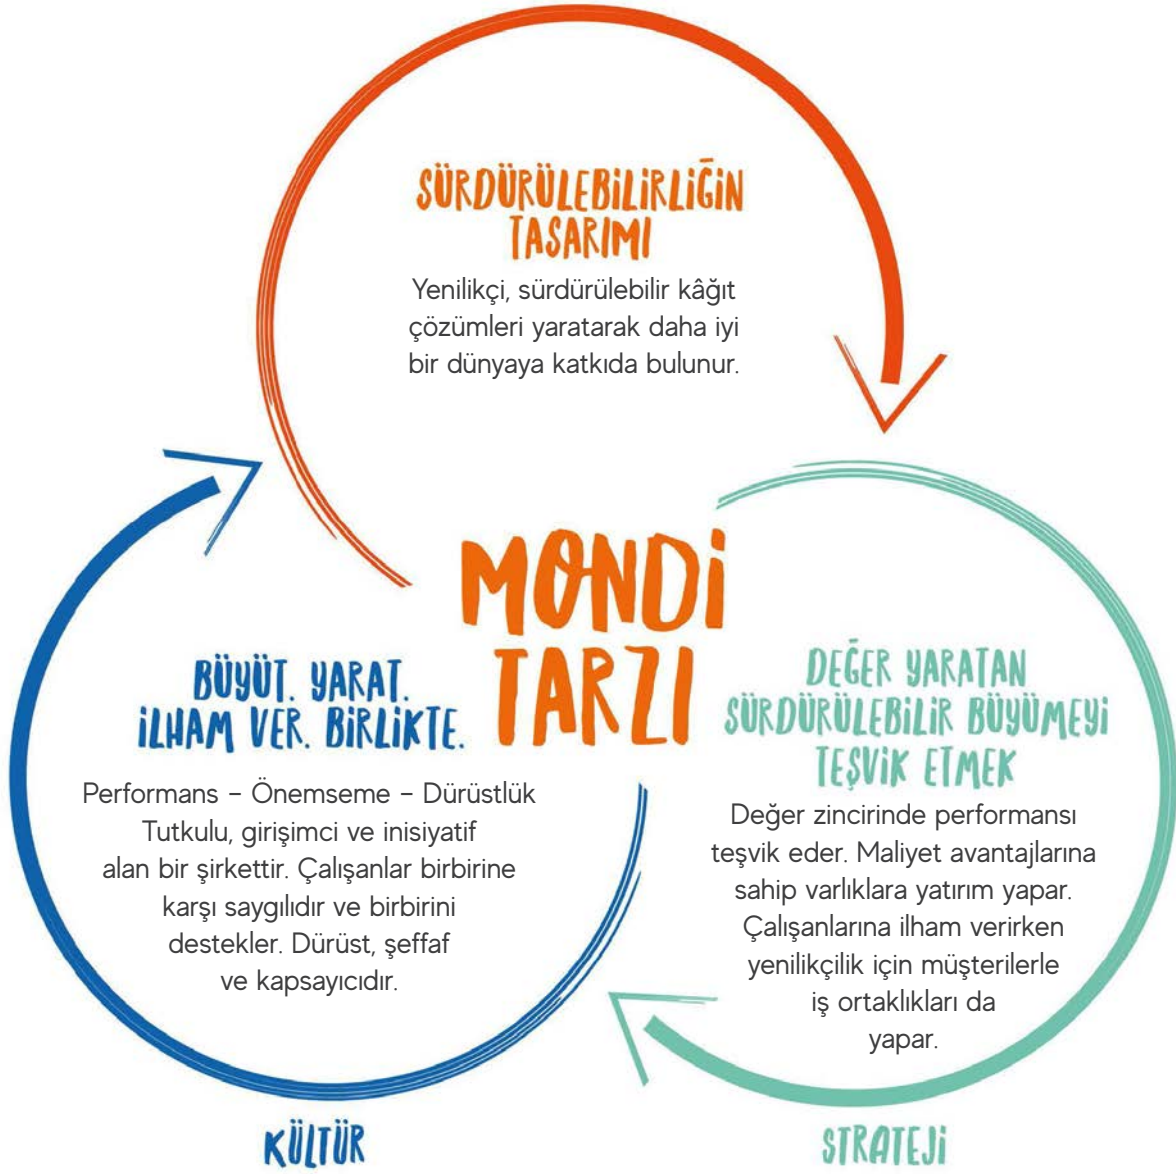 SÜRDÜRÜLEBİLİRLİĞİN
TASARIMI
Yenilikçi, sürdürülebilir kâğıt
çözümleri yaratarak daha iyi
bir dünyaya katkıda bulunur.
MONDİ
TARZI
BÜYÜT. YARAT.
İLHAM VER. BİRLİKTE.
Performans – Önemseme – Dürüstlük
Tutkulu, girişimci ve inisiyatif
alan bir şirkettir. Çalışanlar birbirine
karşı saygılıdır ve birbirini
destekler. Dürüst, şeffaf
ve kapsayıcıdır.
KÜLTÜR
DEĞER YARATAN
SÜRDÜRÜLEBİLİR BÜYÜMEYİ
TEŞVİK ETMEK
Değer zincirinde performansı
teşvik eder. Maliyet avantajlarına
sahip varlıklara yatırım yapar.
Çalışanlarına ilham verirken
yenilikçilik için müşterilerle
iş ortaklıkları da
yapar.
STRATEJİ